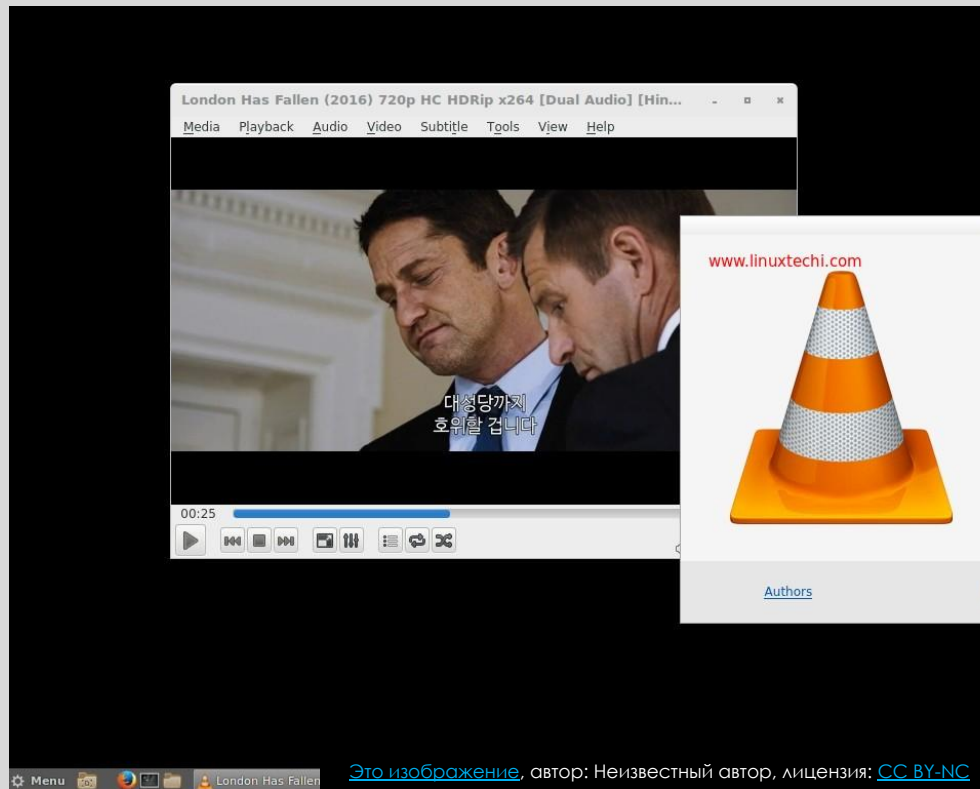 London Has Fallen (2016) 720p HC HDRip x264 [Dual Audio] [Hin...
Media Playback Audio Video Subtitle Tools View Help
www.linuxtechi.com
대성당까지
호위할 겁니다
00:25
Authors
Menu
London Has Fallen
Это изображение, автор: Неизвестный автор, лицензия: CC BY-NC